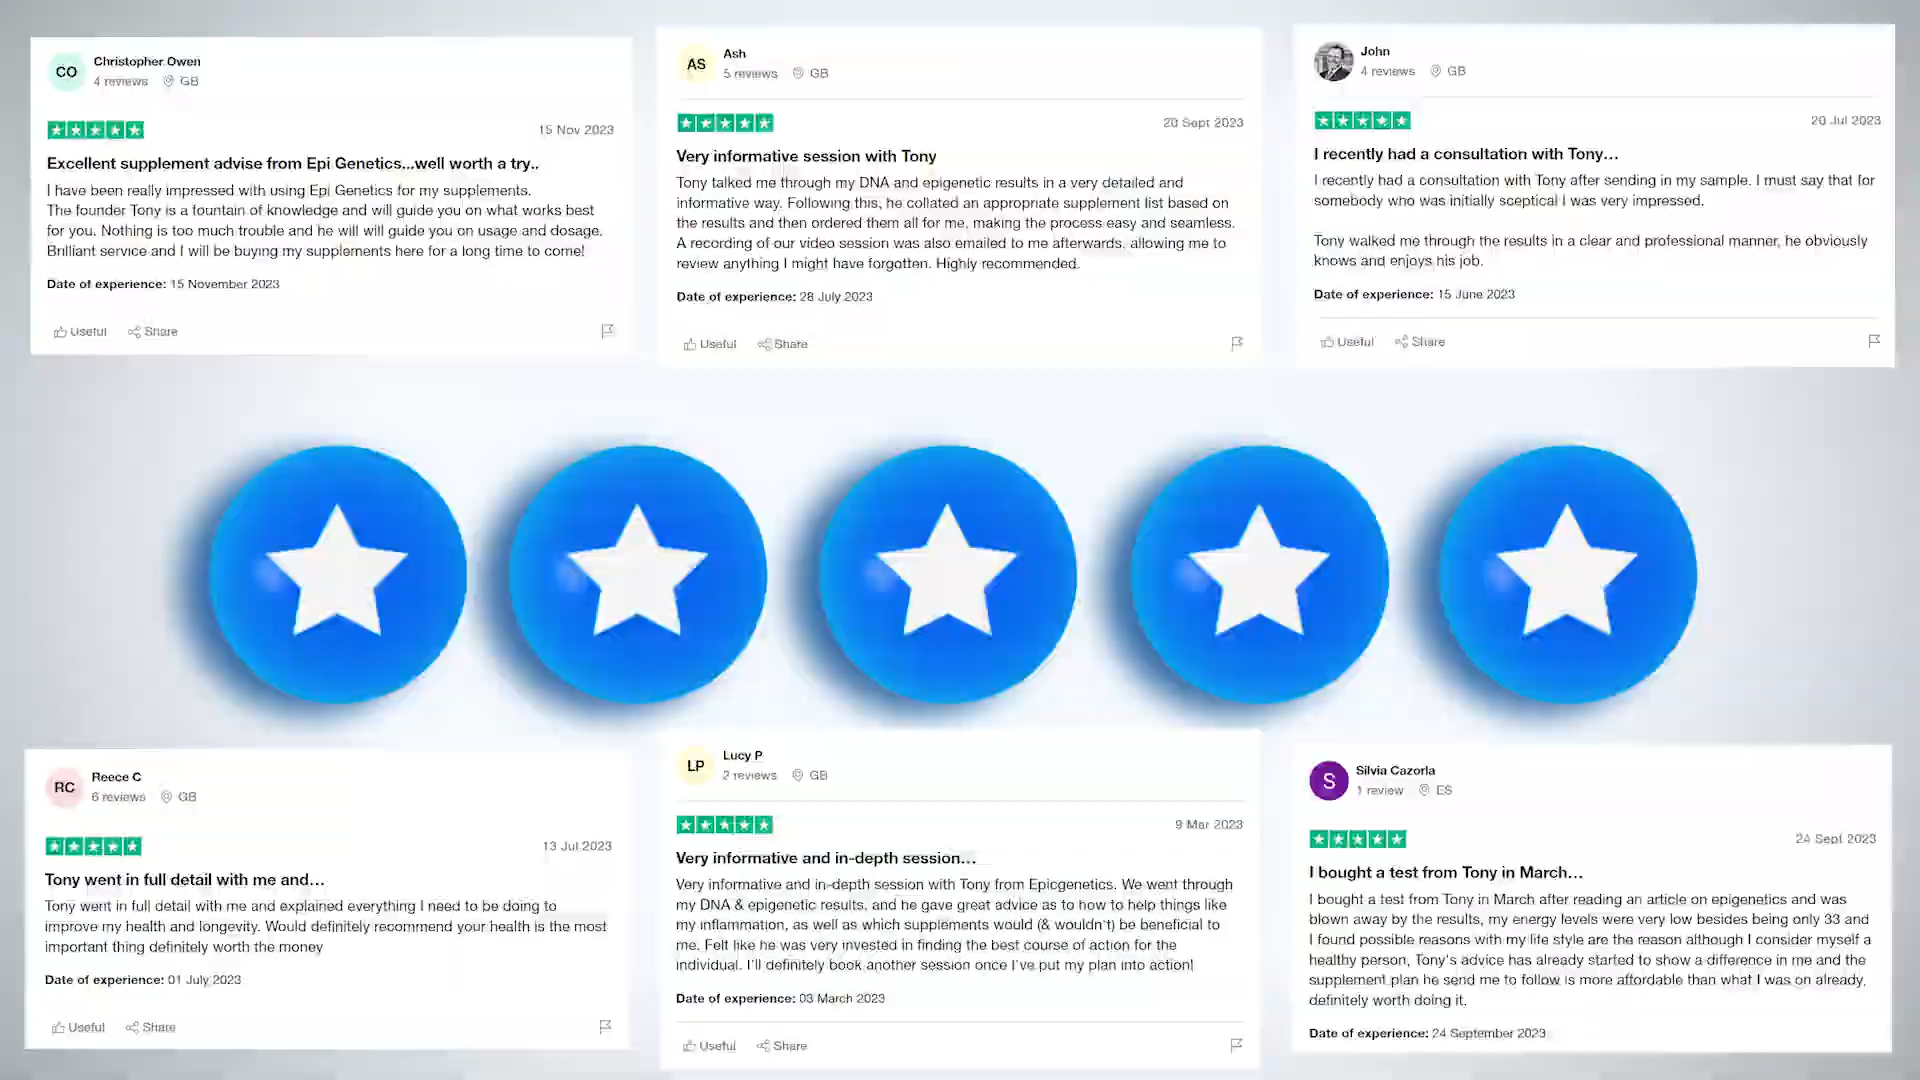 CO
Christopher Owen
4 reviews GB
15 Nov 2023
Excellent supplement advise from Epi Genetics...well worth a try..
I have been really impressed with using Epi Genetics for my supplements.
The founder Tony is a fountain of knowledge and will guide you on what works best
for you. Nothing is too much trouble and he will will guide you on usage and dosage.
Brilliant service and I will be buying my supplements here for a long time to come!
Date of experience: 15 November 2023
Useful Share
AS
Ash
5 reviews GB
20 Sept 2023
Very informative session with Tony
Tony talked me through my DNA and epigenetic results in a very detailed and
informative way. Following this, he collated an appropriate supplement list based on
the results and then ordered them all for me, making the process easy and seamless.
A recording of our video session was also emailed to me afterwards, allowing me to
review anything I might have forgotten. Highly recommended.
Date of experience: 28 July 2023
Useful Share
John
4 reviews GB
20 Jul 2023
I recently had a consultation with Tony...
I recently had a consultation with Tony after sending in my sample. I must say that for
somebody who was initially sceptical I was very impressed.
Tony walked me through the results in a clear and professional manner, he obviously
knows and enjoys his job.
Date of experience: 15 June 2023
Useful Share
RC
Reece C
6 reviews GB
13 Jul 2023
Tony went in full detail with me and...
Tony went in full detail with me and explained everything I need to be doing to
improve my health and longevity. Would definitely recommend your health is the most
important thing definitely worth the money
Date of experience: 01 July 2023
Useful Share
LP
Lucy P
2 reviews GB
9 Mar 2023
Very informative and in-depth session...
Very informative and in-depth session with Tony from Epicgenetics. We went through
my DNA & epigenetic results, and he gave great advice as to how to help things like
my inflammation, as well as which supplements would (& wouldn't) be beneficial to
me. Felt like he was very invested in finding the best course of action for the
individual. I'll definitely book another session once I've put my plan into action!
Date of experience: 03 March 2023
Useful Share
S
Silvia Cazorla
1 review ES
24 Sept 2023
I bought a test from Tony in March...
I bought a test from Tony in March after reading an article on epigenetics and was
blown away by the results, my energy levels were very low besides being only 33 and
I found possible reasons with my life style are the reason although I consider myself a
healthy person, Tony's advice has already started to show a difference in me and the
supplement plan he send me to follow is more affordable than what I was on already,
definitely worth doing it.
Date of experience: 24 September 2023